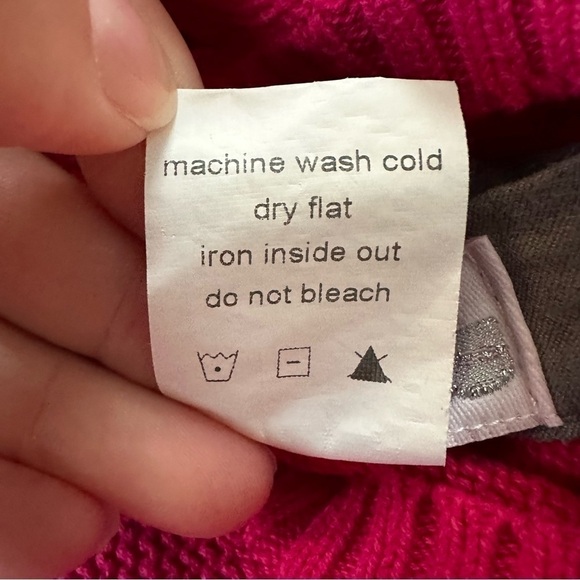 machine wash cold
dry flat
iron inside out
do not bleach